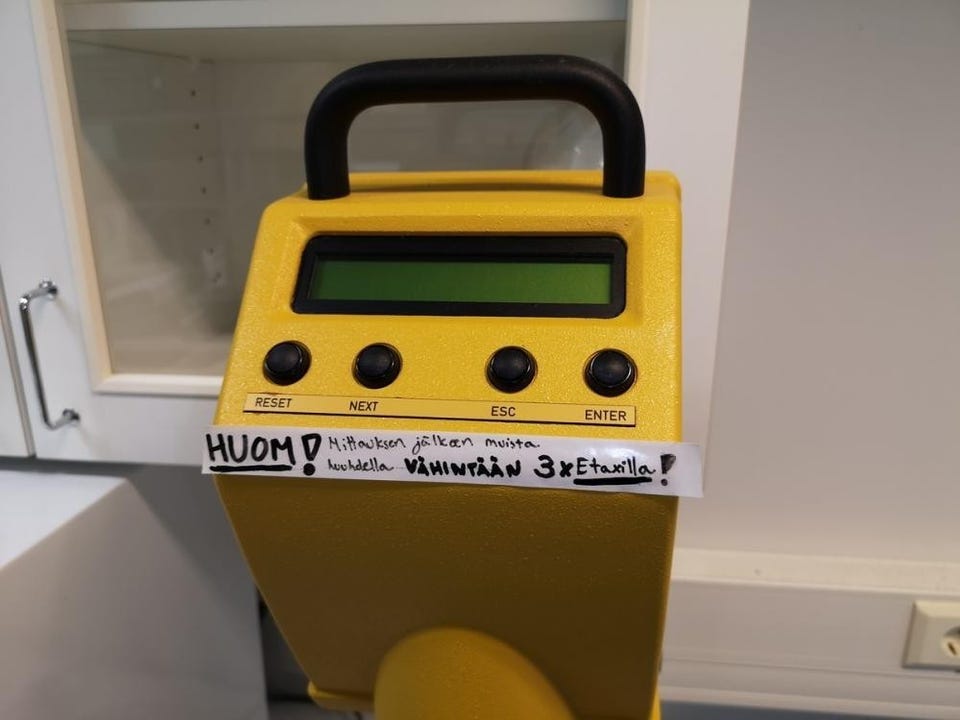 RESET NEXT ESC ENTER
HUOM! Mittauksen jälkeen muista
huuhdella VÄHINTÄÄN 3x Etaxilla!